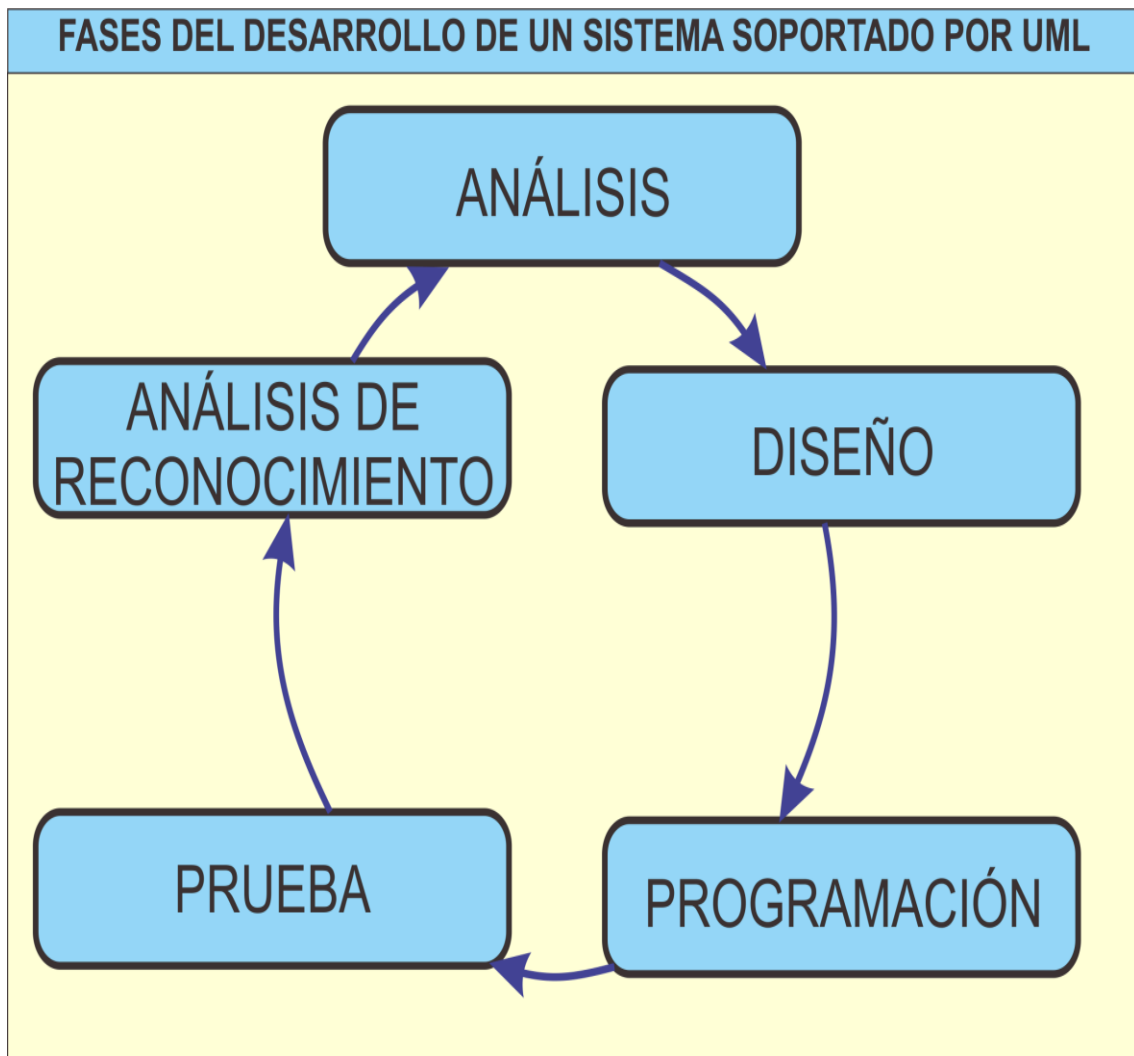 FASES DEL DESARROLLO DE UN SISTEMA SOPORTADO POR UML
ANÁLISIS
ANÁLISIS DE
RECONOCIMIENTO
DISEÑO
PRUEBA
PROGRAMACIÓN